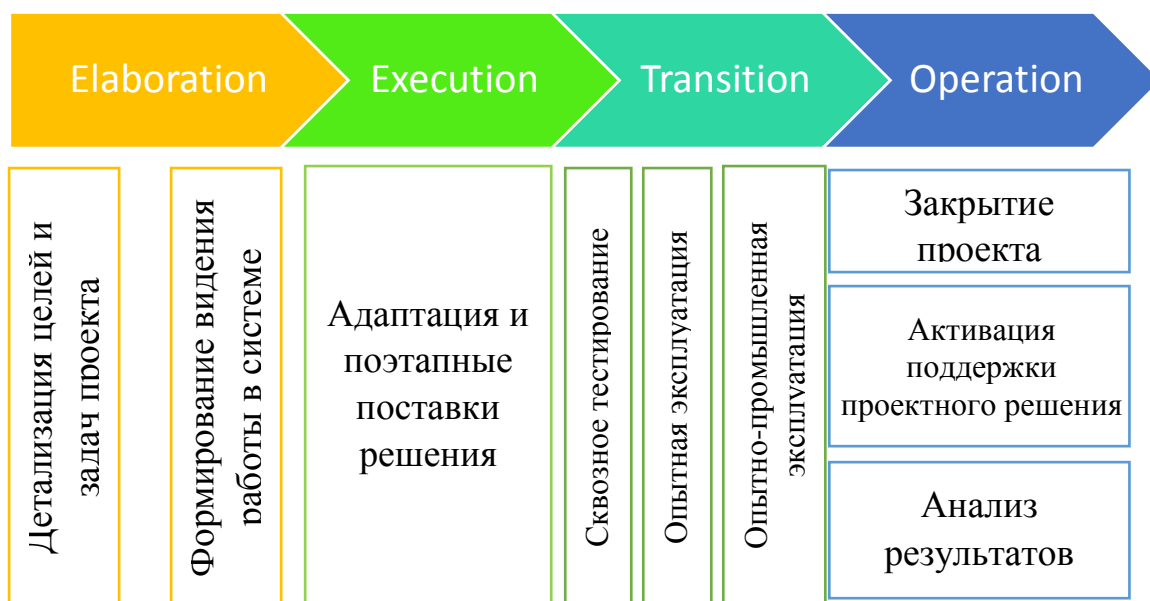 Elaboration
Execution
Transition
Operation
Детализация целей и
задач проекта
Формирование видения
работы в системе
Адаптация и
поэтапные
поставки
решения
Сквозное тестирование
Опытная эксплуатация
Опытно-промышленная
эксплуатация
Закрытие
проекта
Активация
поддержки
проектного решения
Анализ
результатов